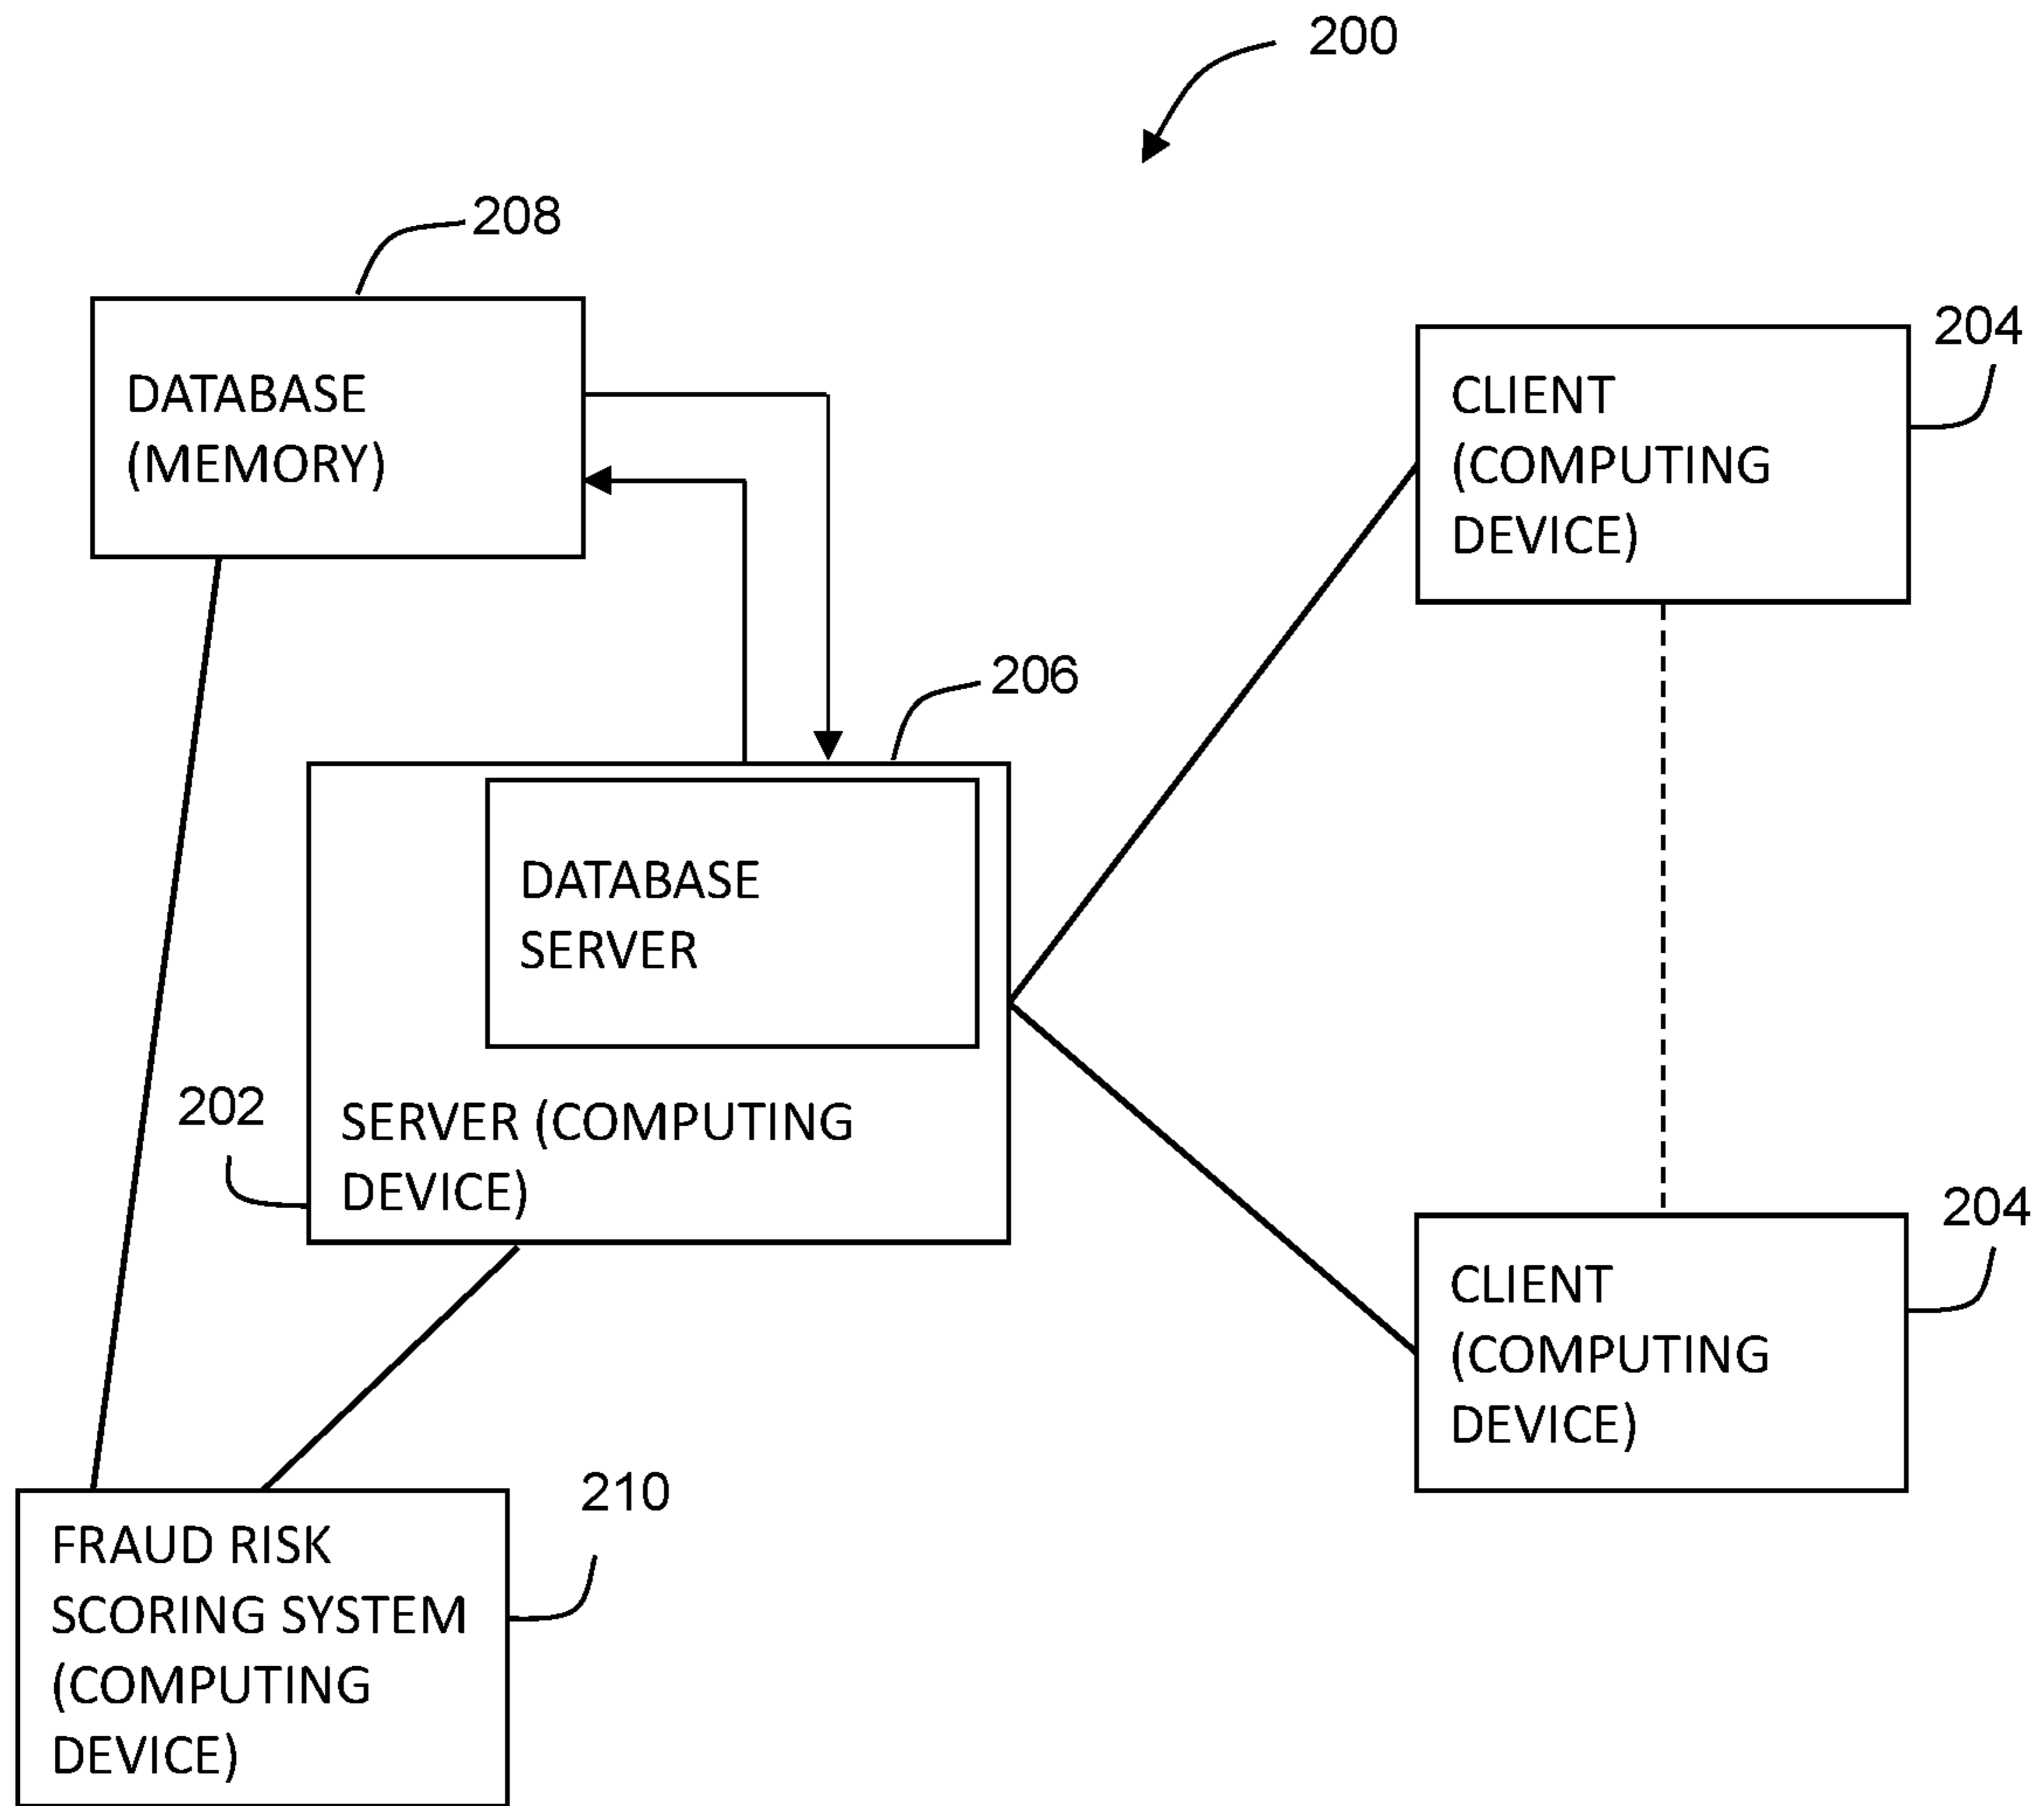 200
208
DATABASE
(MEMORY)
204
CLIENT
(COMPUTING
DEVICE)
206
DATABASE
SERVER
202
SERVER (COMPUTING
DEVICE)
204
CLIENT
(COMPUTING
DEVICE)
210
FRAUD RISK
SCORING SYSTEM
(COMPUTING
DEVICE)